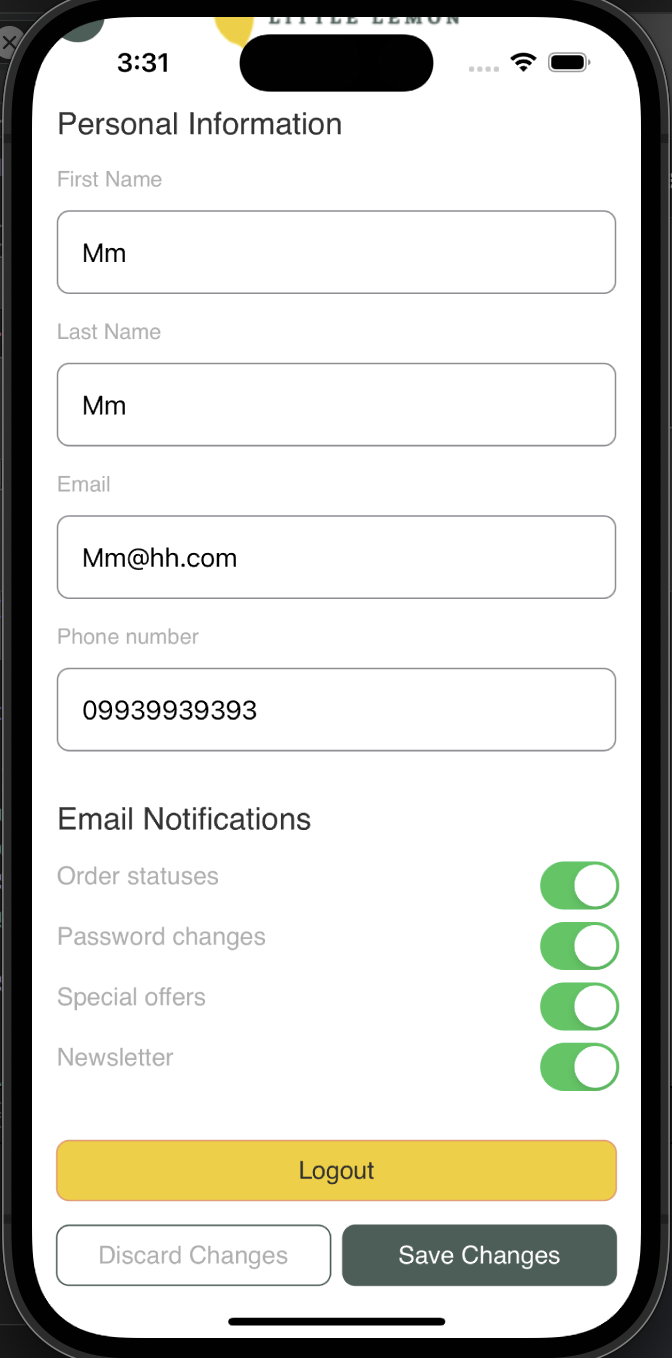 LITTLE LEMON
3:31
Personal Information
First Name
Mm
Last Name
Mm
Email
Mm@hh.com
Phone number
09939939393
Email Notifications
Order statuses
Password changes
Special offers
Newsletter
Logout
Discard Changes
Save Changes